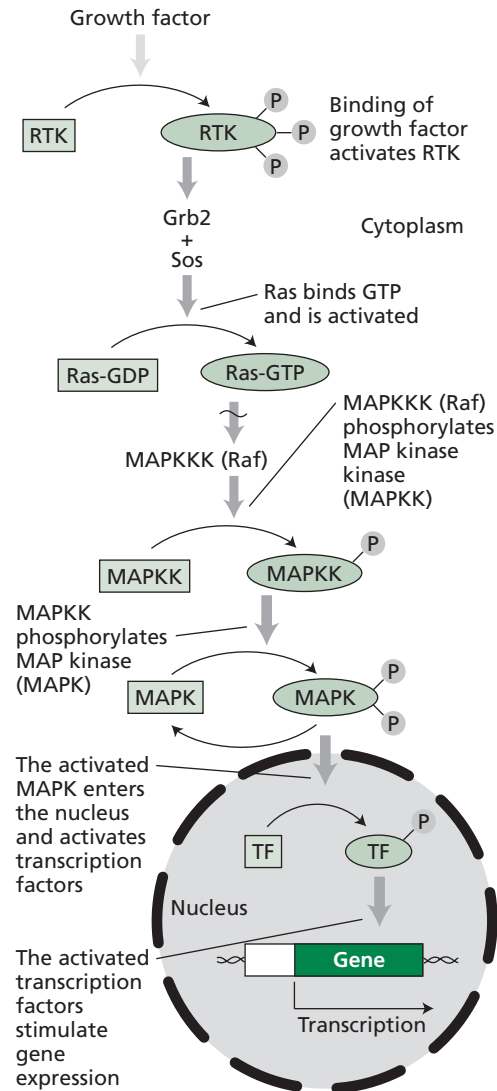 Growth factor
RTK
RTK
P
P
P
Binding of
growth factor
activates RTK
Grb2
+
Sos
Cytoplasm
Ras binds GTP
and is activated
Ras-GDP
Ras-GTP
MAPKKK (Raf)
MAPKKK (Raf)
phosphorylates
MAP kinase
kinase
(MAPKK)
MAPKK
MAPKK
P
MAPKK
phosphorylates
MAP kinase
(MAPK)
MAPK
MAPK
P
P
The activated
MAPK enters
the nucleus
and activates
transcription
factors
TF
TF
P
Nucleus
The activated
transcription
factors
stimulate
gene
expression
Gene
Transcription